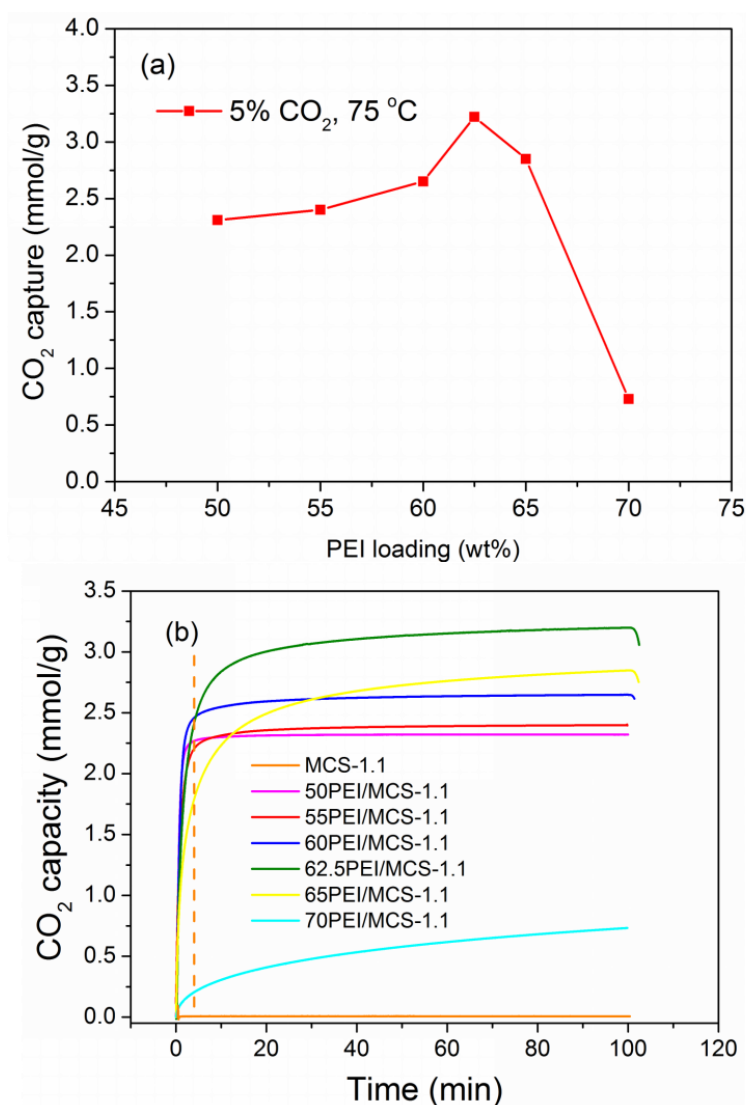 (a)
5% CO₂, 75 °C
CO₂ capture (mmol/g)
4.0
3.5
3.0
2.5
2.0
1.5
1.0
0.5
0.0
45 50 55 60 65 70 75
PEI loading (wt%)
(b)
CO₂ capacity (mmol/g)
3.5
3.0
2.5
2.0
1.5
1.0
0.5
0.0
MCS-1.1
50PEI/MCS-1.1
55PEI/MCS-1.1
60PEI/MCS-1.1
62.5PEI/MCS-1.1
65PEI/MCS-1.1
70PEI/MCS-1.1
0 20 40 60 80 100 120
Time (min)